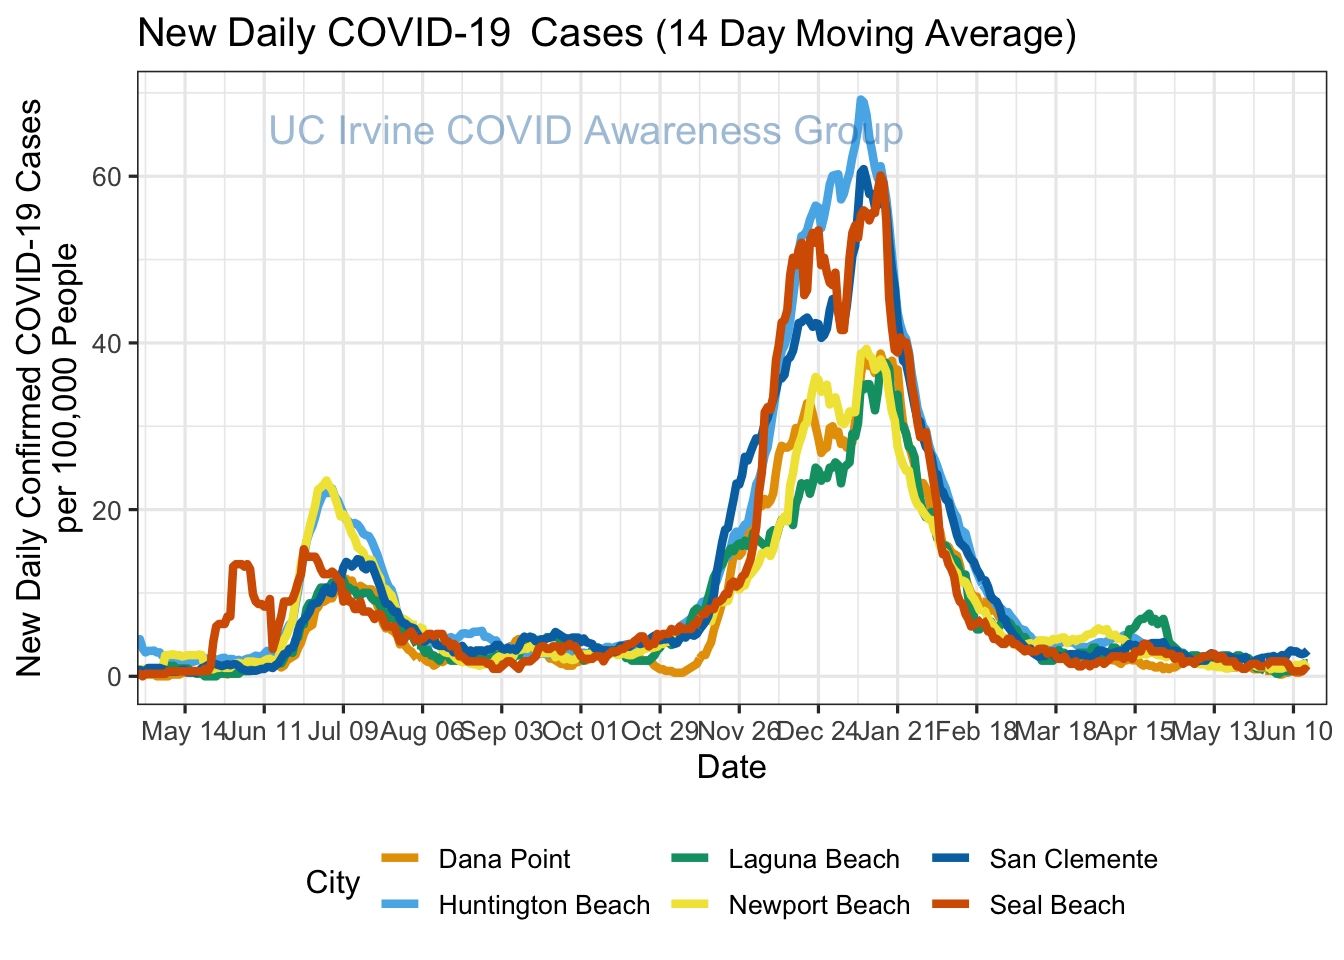 New Daily COVID-19  Cases (14 Day Moving Average)
UC Irvine COVID Awareness Group
New Daily Confirmed COVID-19 Cases
per 100,000 People
60
40
20
0
May 14 Jun 11 Jul 09 Aug 06 Sep 03 Oct 01 Oct 29 Nov 26 Dec 24 Jan 21 Feb 18 Mar 18 Apr 15 May 13 Jun 10
Date
City
Dana Point Laguna Beach San Clemente
Huntington Beach Newport Beach Seal Beach